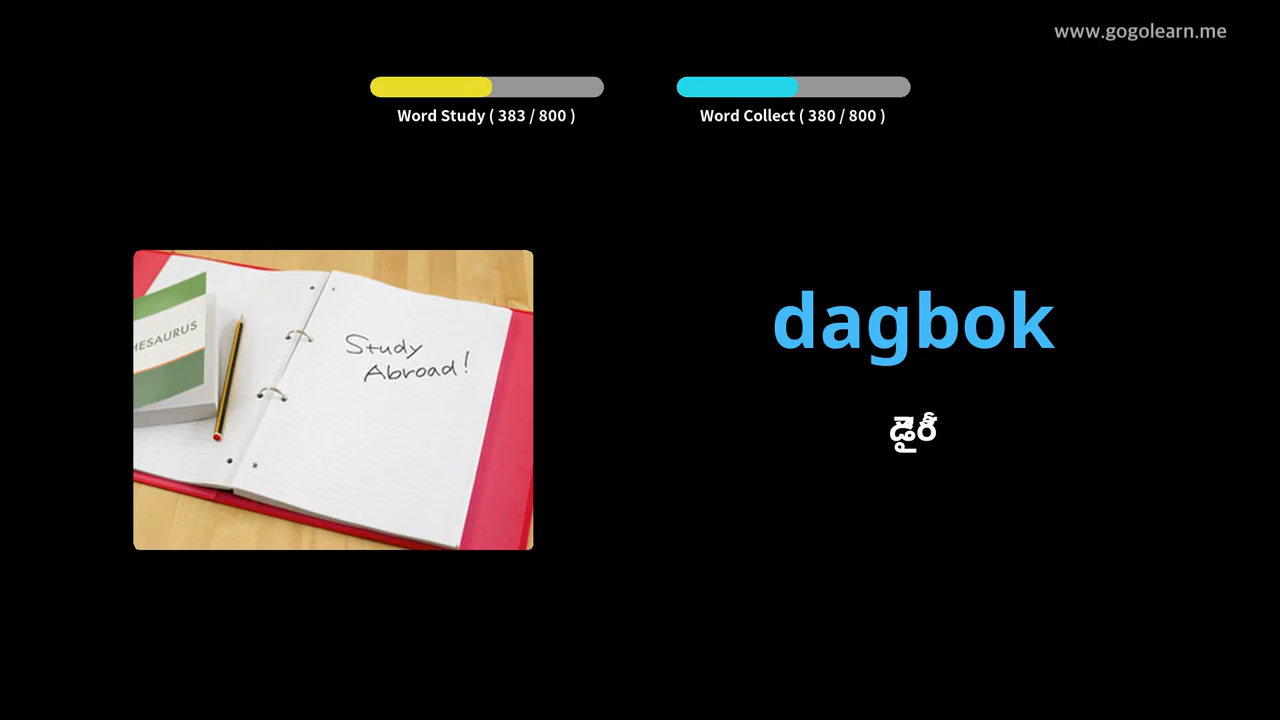 www.gogolearn.me
Word Study ( 383 / 800 )
Word Collect ( 380 / 800 )
HESAURUS
Study
Abroad!
dagbok
డైరీ